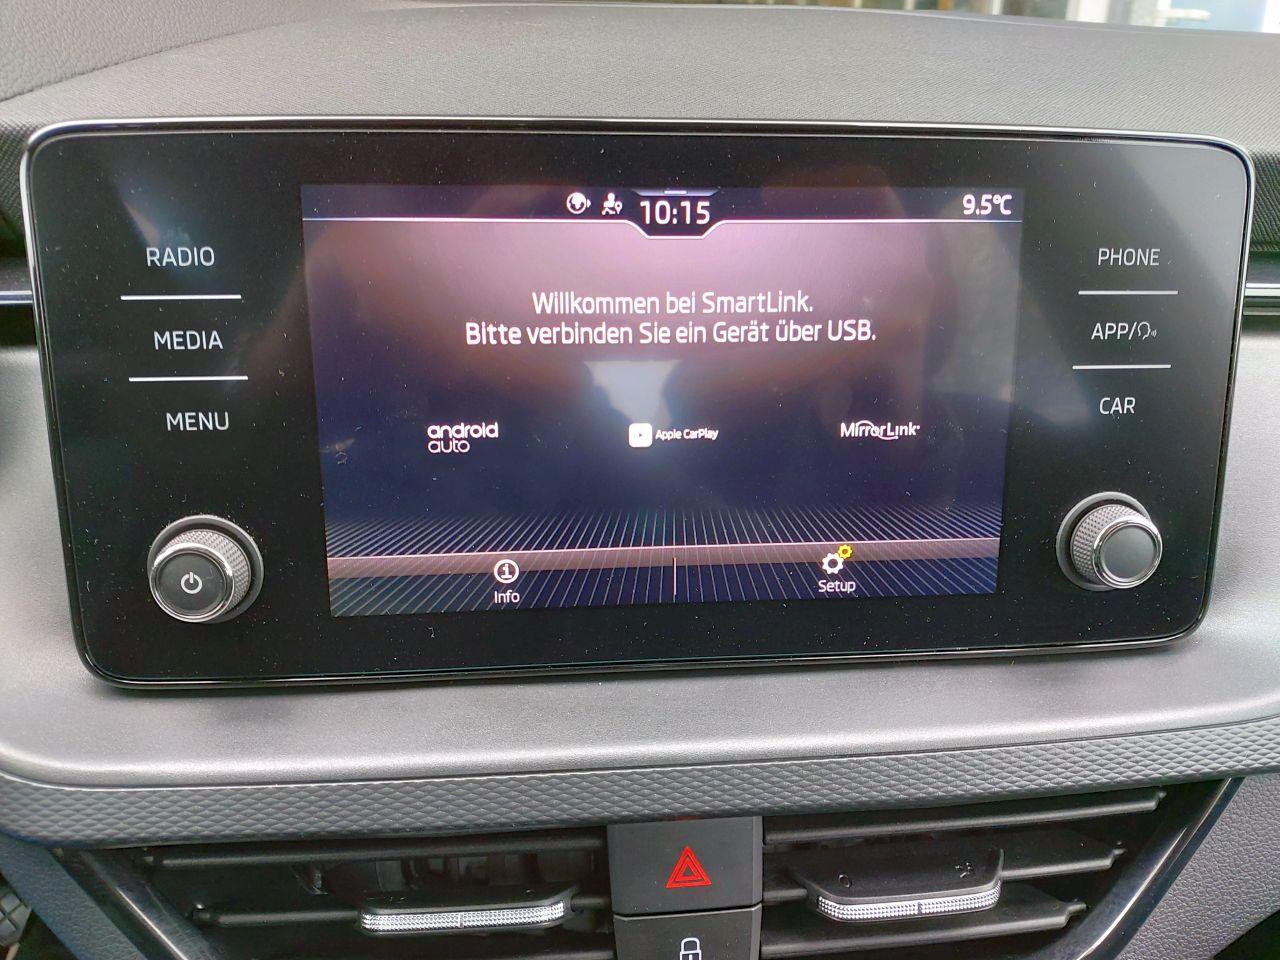 10:15
9.5°C
RADIO
MEDIA
MENU
Willkommen bei SmartLink.
Bitte verbinden Sie ein Gerät über USB.
android
auto
Apple CarPlay
MirrorLink
Info
Setup
PHONE
APP/
CAR